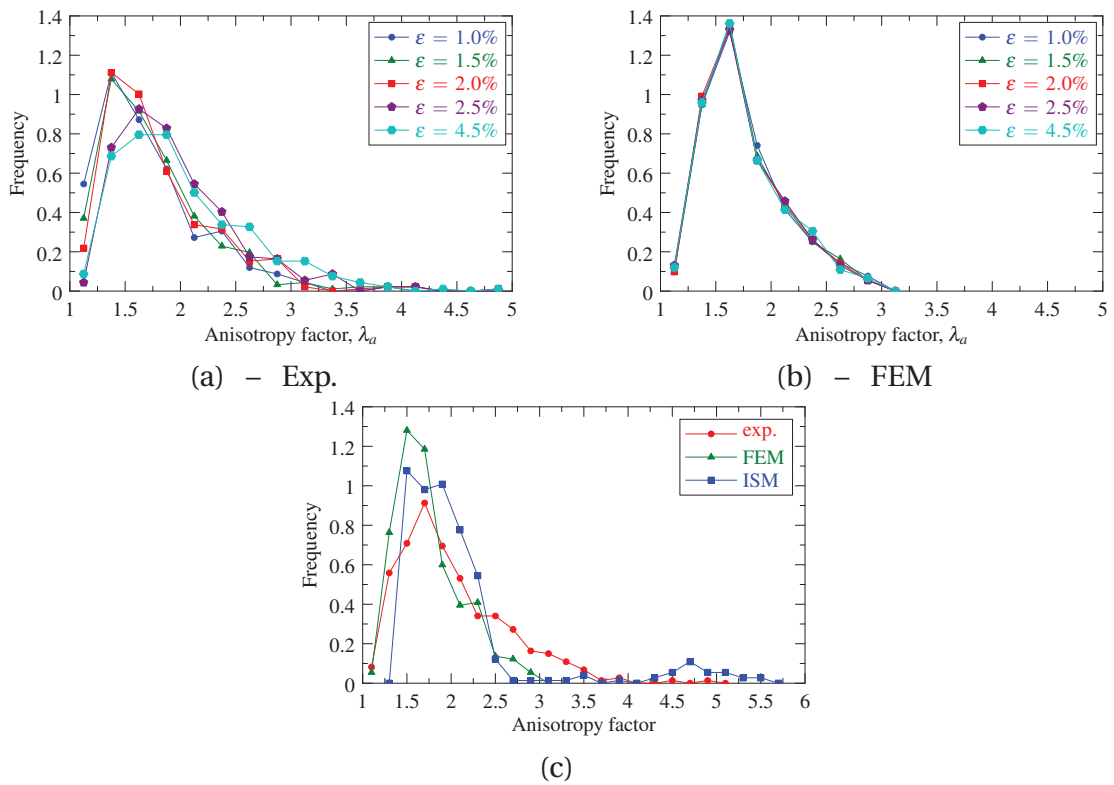 1.4
1.2
1
0.8
0.6
0.4
0.2
0
Frequency
1 1.5 2 2.5 3 3.5 4 4.5 5
Anisotropy factor, λa
ε = 1.0%
ε = 1.5%
ε = 2.0%
ε = 2.5%
ε = 4.5%
(a) – Exp.
1.4
1.2
1
0.8
0.6
0.4
0.2
0
Frequency
1 1.5 2 2.5 3 3.5 4 4.5 5
Anisotropy factor, λa
ε = 1.0%
ε = 1.5%
ε = 2.0%
ε = 2.5%
ε = 4.5%
(b) – FEM
1.4
1.2
1
0.8
0.6
0.4
0.2
0
Frequency
1 1.5 2 2.5 3 3.5 4 4.5 5 5.5 6
Anisotropy factor
exp.
FEM
ISM
(c)